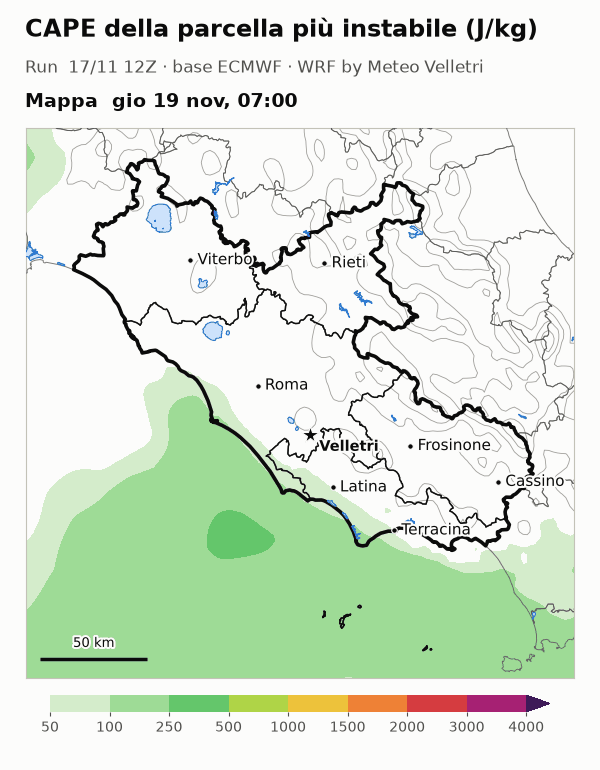 CAPE della parcella più instabile (J/kg)
Run 17/11 12Z · base ECMWF · WRF by Meteo Velletri
Mappa gio 19 nov, 07:00
Viterbo
Rieti
Roma
Velletri
Frosinone
Latina
Cassino
Terracina
50 km
50 100 250 500 1000 1500 2000 3000 4000